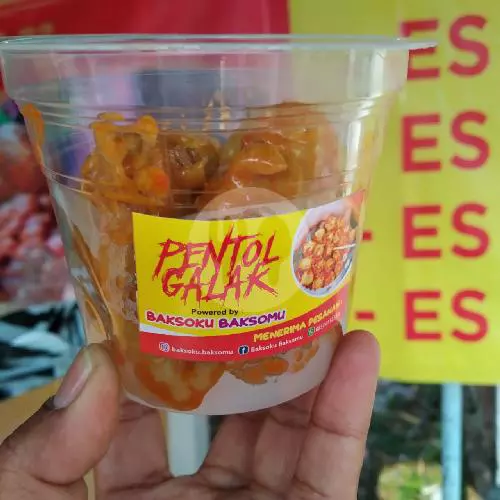 PENTOL
GALAK
Powered by :
BAKSOKU BAKSOMU
MENERIMA PESANAN
baksoku.baksomu
Baksoku Baksomu
ES
- ES
- ES
- ES